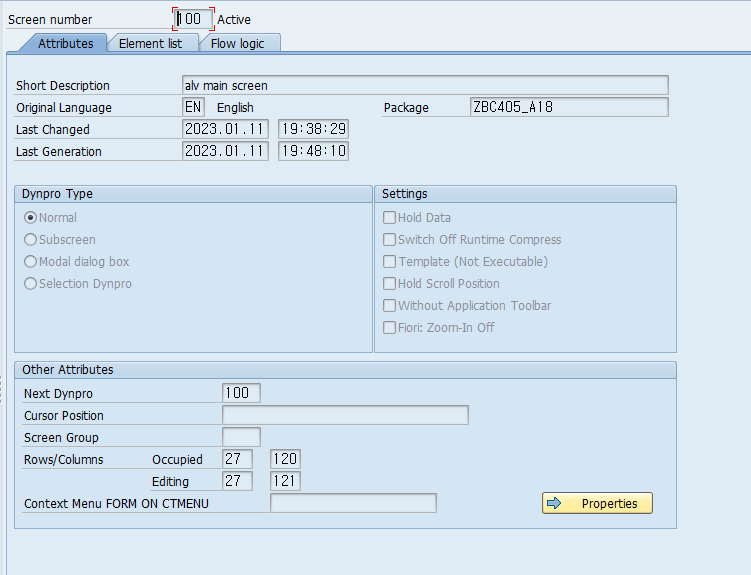 Screen number 100 Active
Attributes Element list Flow logic
Short Description alv main screen
Original Language EN English Package ZBC405_A18
Last Changed 2023.01.11 19:38:29
Last Generation 2023.01.11 19:48:10
Dynpro Type
Normal
Subscreen
Modal dialog box
Selection Dynpro
Settings
Hold Data
Switch Off Runtime Compress
Template (Not Executable)
Hold Scroll Position
Without Application Toolbar
Fiori: Zoom-In Off
Other Attributes
Next Dynpro 100
Cursor Position
Screen Group
Rows/Columns Occupied 27 120
Editing 27 121
Context Menu FORM ON CTMENU
Properties